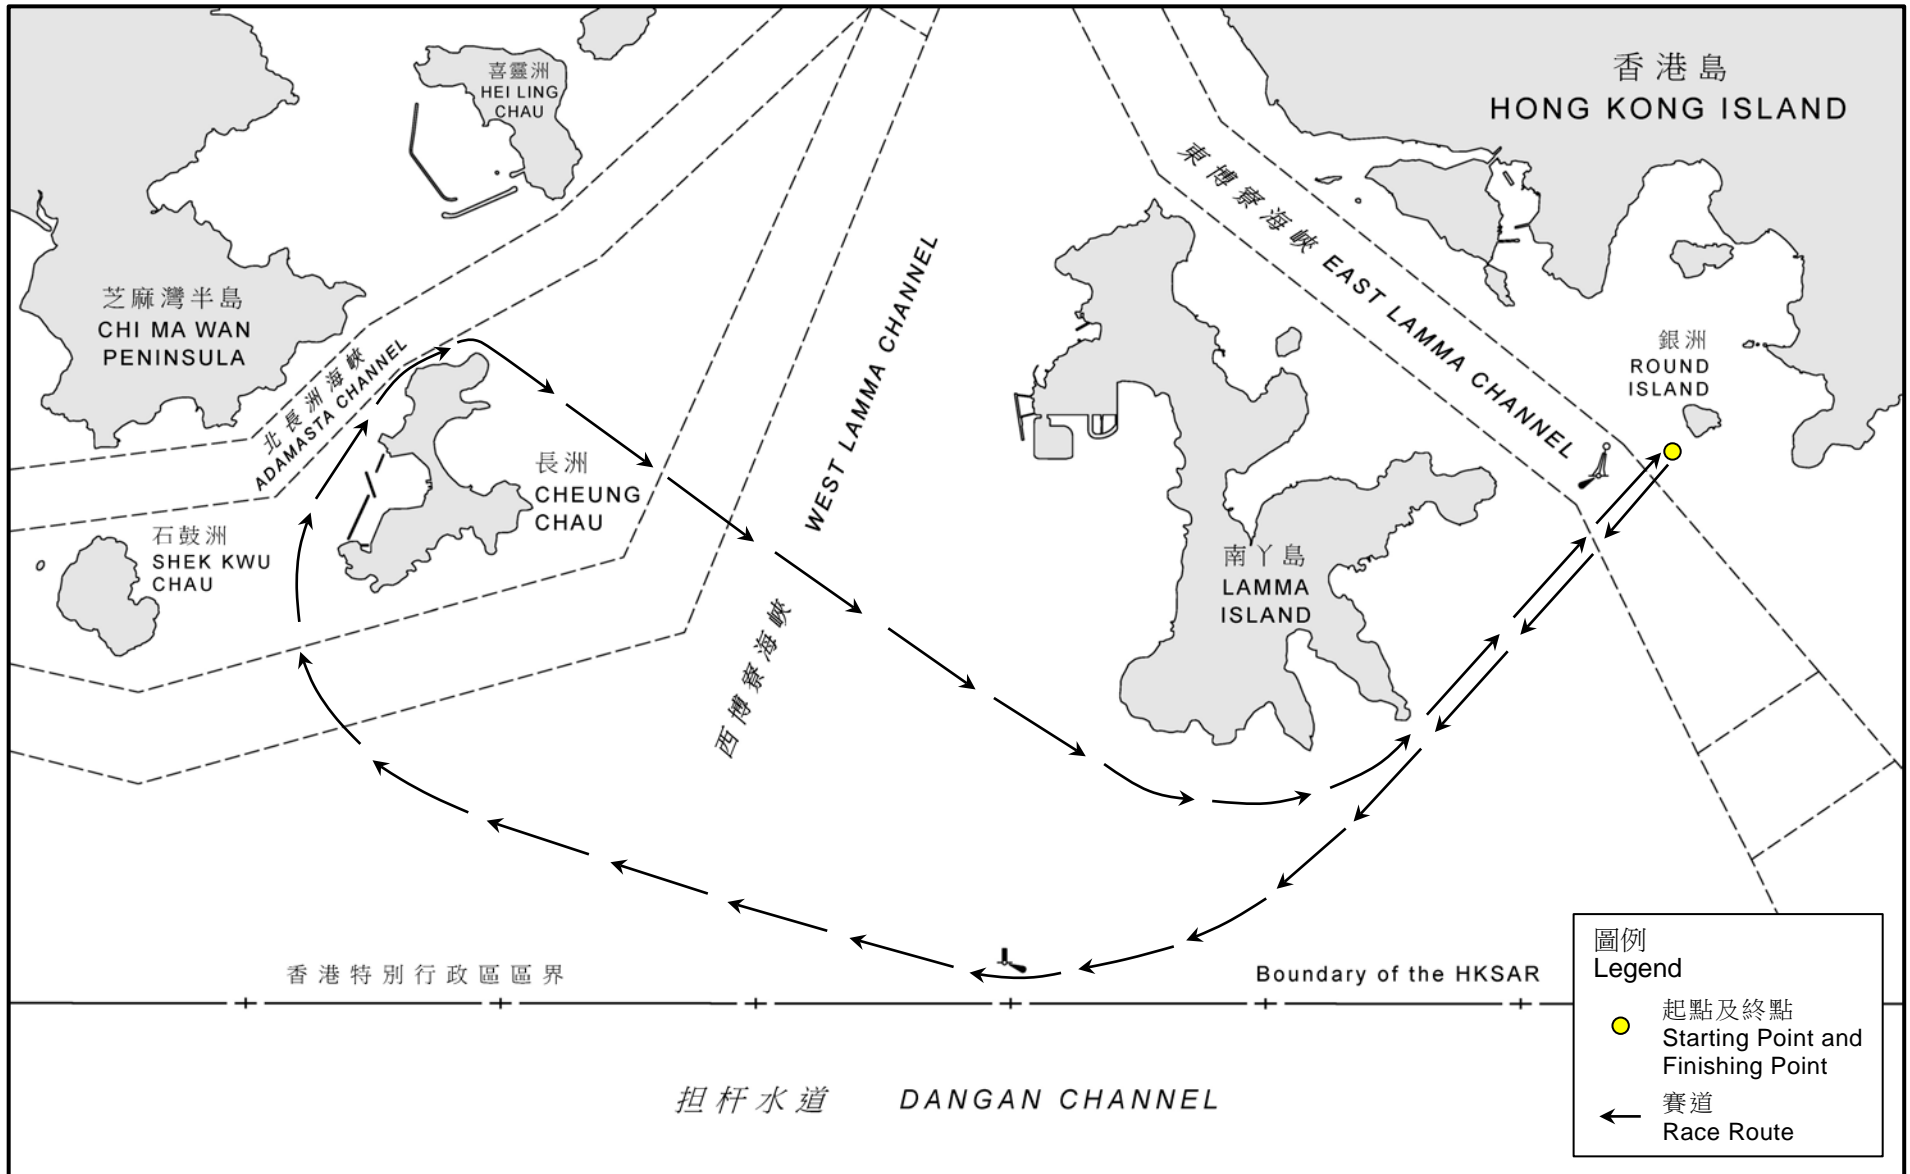 喜靈洲
HEI LING
CHAU
香港島
HONG KONG ISLAND
東博寮海峽 EAST LAMMA CHANNEL
芝麻灣半島
CHI MA WAN
PENINSULA
北長洲海峽
ADAMASTA CHANNEL
WEST LAMMA CHANNEL
西博寮海峽
銀洲
ROUND
ISLAND
長洲
CHEUNG
CHAU
石鼓洲
SHEK KWU
CHAU
南丫島
LAMMA
ISLAND
香港特別行政區區界
Boundary of the HKSAR
担杆水道 DANGAN CHANNEL
圖例
Legend
起點及終點
Starting Point and
Finishing Point
賽道
Race Route